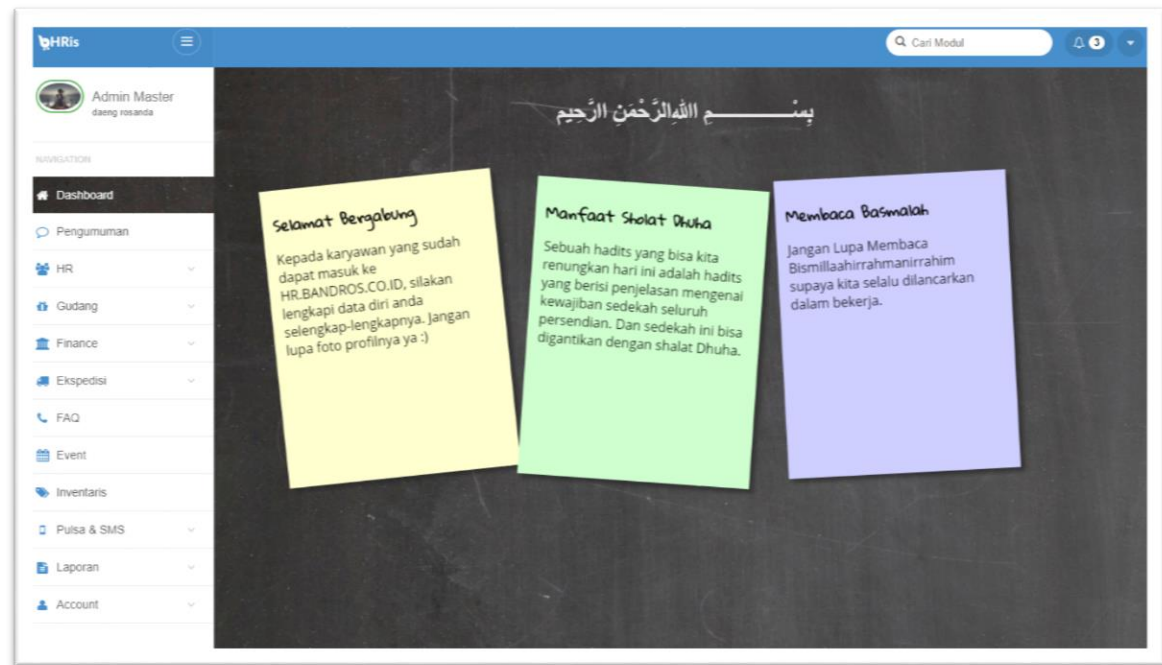 HRis
Cari Modul
3
Admin Master
daeng rosanda
NAVIGATION
Dashboard
Pengumuman
HR
Gudang
Finance
Ekspedisi
FAQ
Event
Inventaris
Pulsa & SMS
Laporan
Account
بِسْــــــــمِ اللهِ الرَّحْمَنِ الرَّحِيم
Selamat Bergabung
Kepada karyawan yang sudah
dapat masuk ke
HR.BANDROS.CO.ID, silakan
lengkapi data diri anda
selengkap-lengkapnya. Jangan
lupa foto profilnya ya :)
Manfaat Sholat Dhuha
Sebuah hadits yang bisa kita
renungkan hari ini adalah hadits
yang berisi penjelasan mengenai
kewajiban sedekah seluruh
persendian. Dan sedekah ini bisa
digantikan dengan shalat Dhuha.
Membaca Basmalah
Jangan Lupa Membaca
Bismillaahirrahmanirrahim
supaya kita selalu dilancarkan
dalam bekerja.